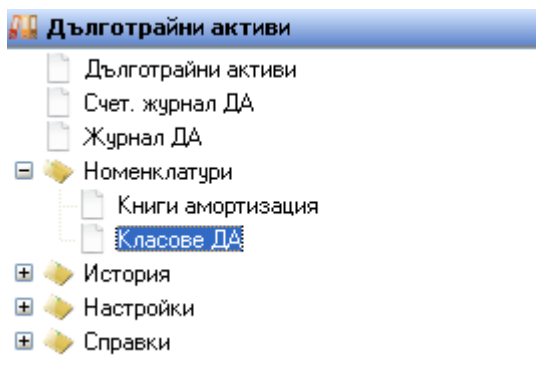 Дълготрайни активи
Дълготрайни активи
Счет. журнал ДА
Журнал ДА
Номенклатури
Книги амортизация
Класове ДА
История
Настройки
Справки